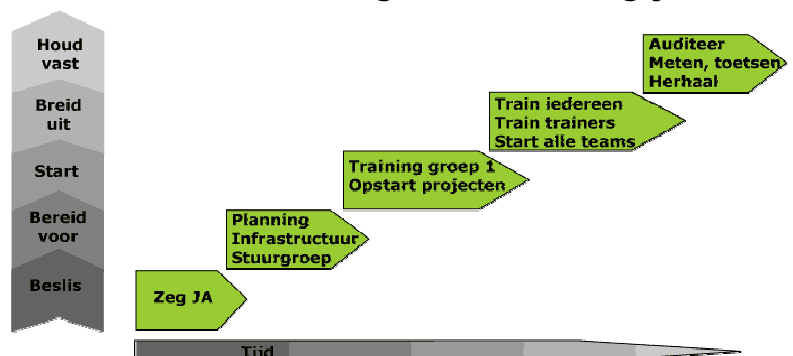 Houd
vast
Auditeer
Meten, toetsen
Herhaal
Breid
uit
Train iedereen
Train trainers
Start alle teams
Start
Training groep 1
Opstart projecten
Bereid
voor
Planning
Infrastructuur
Stuurgroep
Beslis
Zeg JA
Tijd